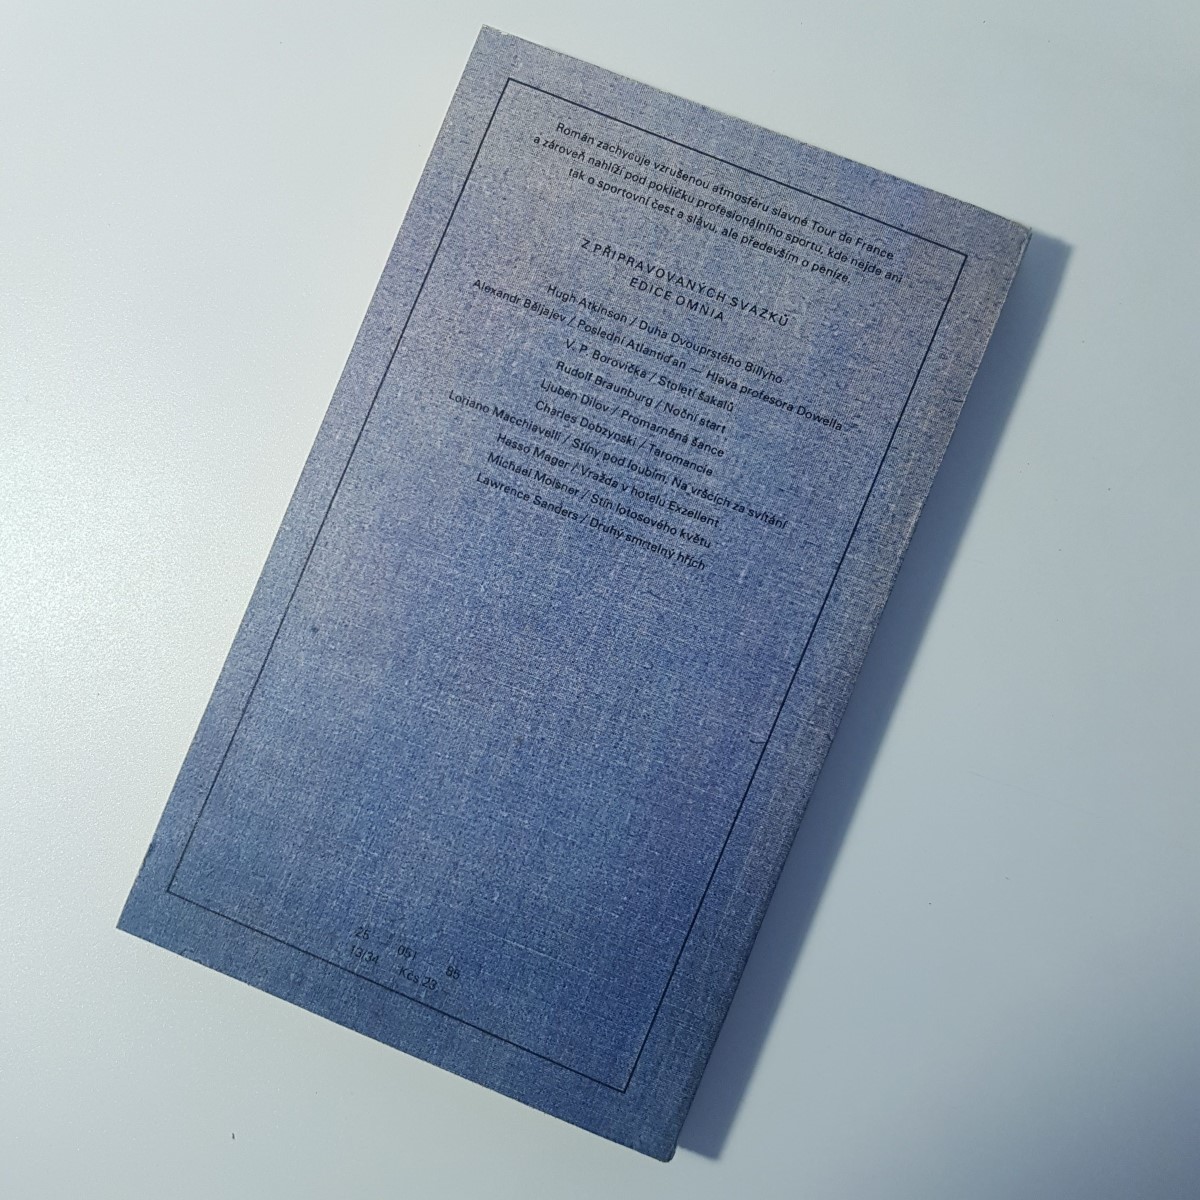 Román zachycuje vzrušenou atmosféru slavné Tour de France
a zároveň nahlíží pod pokličku profesionálního sportu, kde nejde ani
tak o sportovní čest a slávu, ale především o peníze.
Z PŘIPRAVOVANÝCH SVAZKŮ
EDICE OMNIA
Hugh Atkinson / Duha Dvouprstého Billyho
Alexandr Běljajev / Poslední Atlantiďan — Hlava profesora Dowella
V. P. Borovička / Století šakalů
Rudolf Braunburg / Noční start
Ljuben Dilov / Promarněná šance
Charles Dobzynski / Taromancie
Loriano Macchiavelli / Stíny pod loubím, Na vršcích za svítání
Hasso Mager / Vražda v hotelu Exzellent
Michael Molsner / Stín lotosového květu
Lawrence Sanders / Druhý smrtelný hřích
25 / 051 85
13/34 Kčs 23